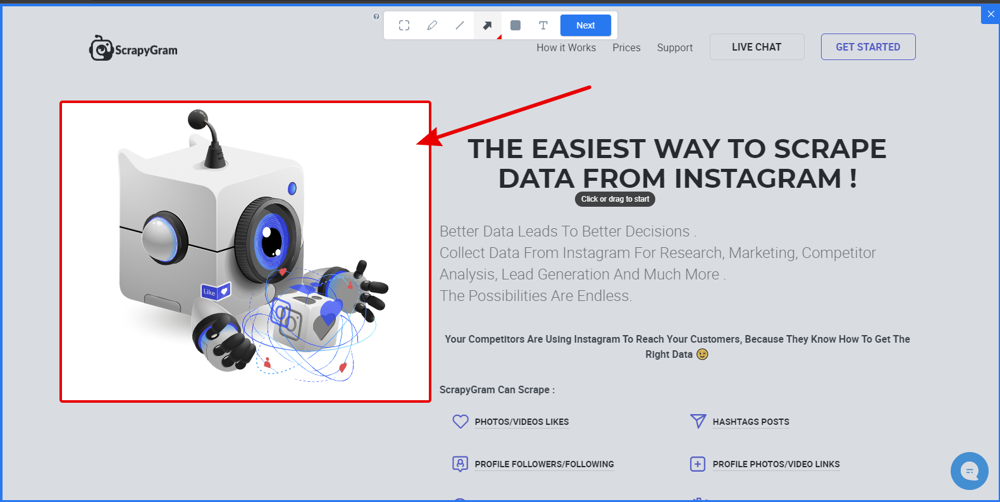 Next
ScrapyGram
How it Works
Prices
Support
LIVE CHAT
GET STARTED
THE EASIEST WAY TO SCRAPE
DATA FROM INSTAGRAM !
Click or drag to start
Better Data Leads To Better Decisions .
Collect Data From Instagram For Research, Marketing, Competitor
Analysis, Lead Generation And Much More .
The Possibilities Are Endless.
Like
Your Competitors Are Using Instagram To Reach Your Customers, Because They Know How To Get The
Right Data 😉
ScrapyGram Can Scrape :
PHOTOS/VIDEOS LIKES
HASHTAGS POSTS
PROFILE FOLLOWERS/FOLLOWING
PROFILE PHOTOS/VIDEO LINKS